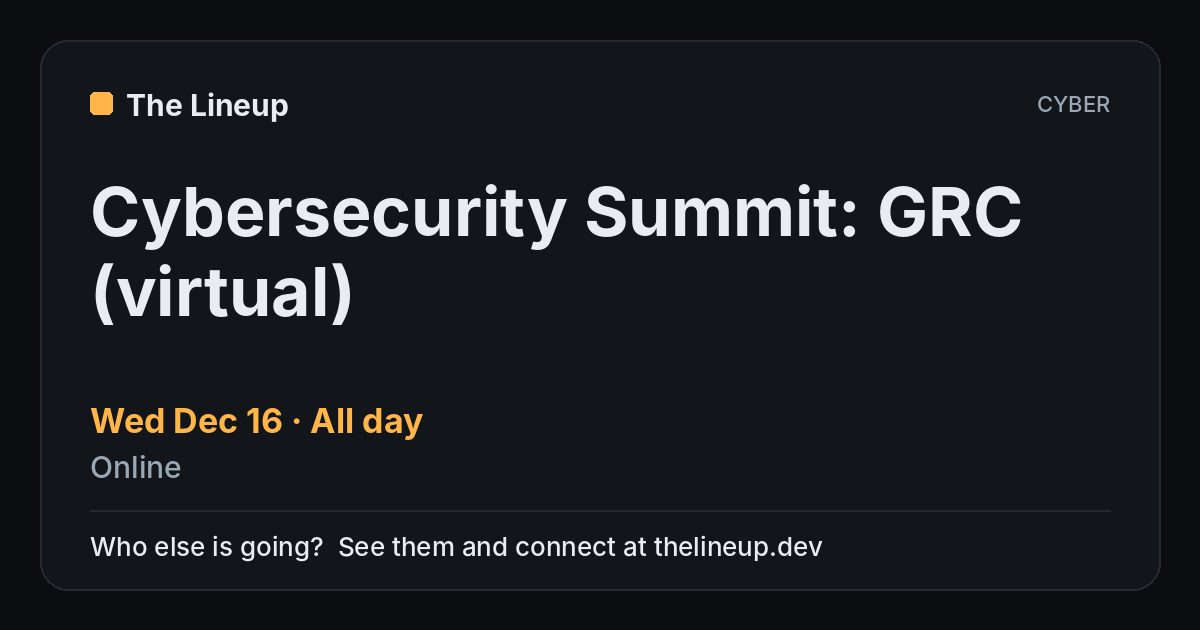 The Lineup
CYBER
Cybersecurity Summit: GRC
(virtual)
Wed Dec 16 · All day
Online
Who else is going? See them and connect at thelineup.dev